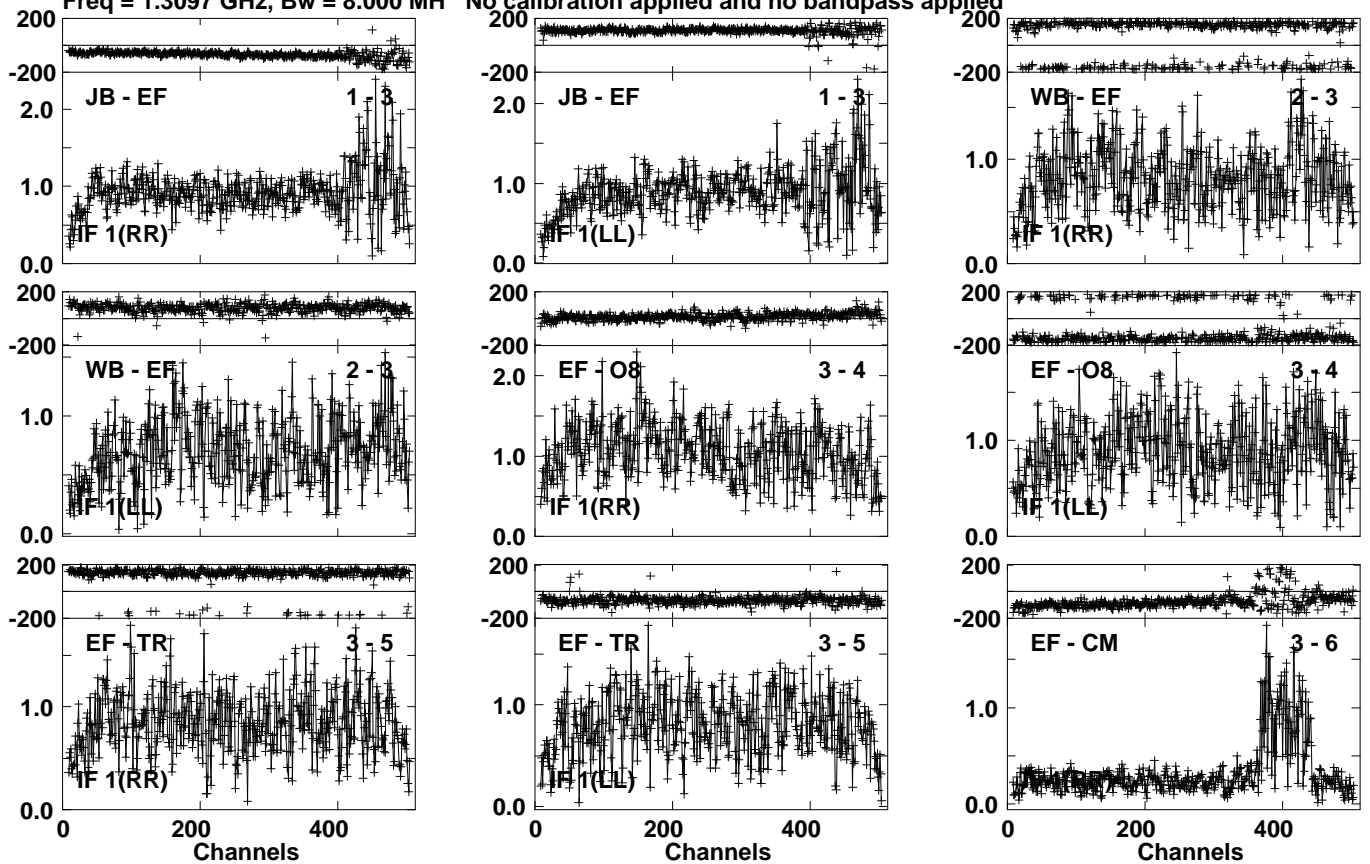 Freq = 1.3097 GHz, Bw = 8.000 MH No calibration applied and no bandpass applied
200
-200
JB - EF 1 - 3
2.0
1.0
IF 1(RR)
0.0
200
-200
JB - EF 1 - 3
2.0
1.0
IF 1(LL)
0.0
200
-200
WB - EF 2 - 3
1.0
IF 1(RR)
0.0
200
-200
WB - EF 2 - 3
1.0
IF 1(LL)
0.0
200
-200
EF - O8 3 - 4
2.0
1.0
IF 1(RR)
0.0
200
-200
EF - O8 3 - 4
1.0
IF 1(LL)
0.0
200
-200
EF - TR 3 - 5
1.0
IF 1(RR)
0.0
0 200 400
Channels
200
-200
EF - TR 3 - 5
1.0
IF 1(LL)
0.0
0 200 400
Channels
200
-200
EF - CM 3 - 6
1.0
0.0
0 200 400
Channels